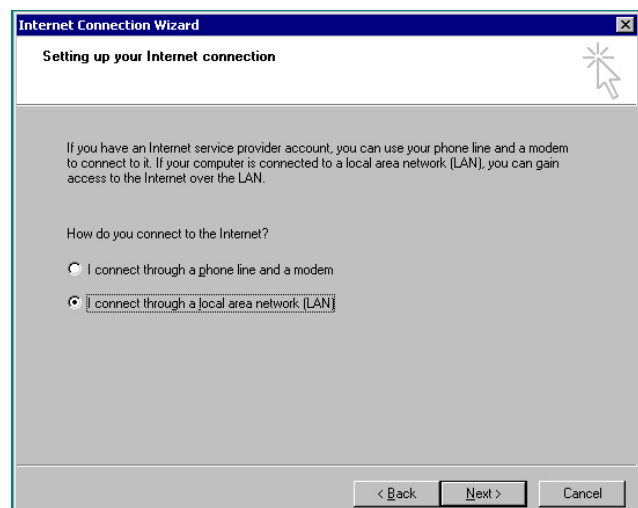 Internet Connection Wizard
Setting up your Internet connection
If you have an Internet service provider account, you can use your phone line and a modem
to connect to it. If your computer is connected to a local area network (LAN), you can gain
access to the Internet over the LAN.
How do you connect to the Internet?
I connect through a phone line and a modem
I connect through a local area network (LAN)
< Back Next > Cancel